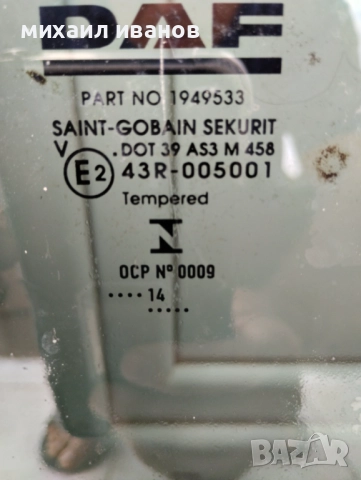 михаил иванов
DAF
PART NO 1949533
SAINT-GOBAIN SEKURIT
V .DOT 39 AS3 M 458
E2 43R-005001
Tempered
N
OCP Nº 0009
.... 14 .....
BAZAR